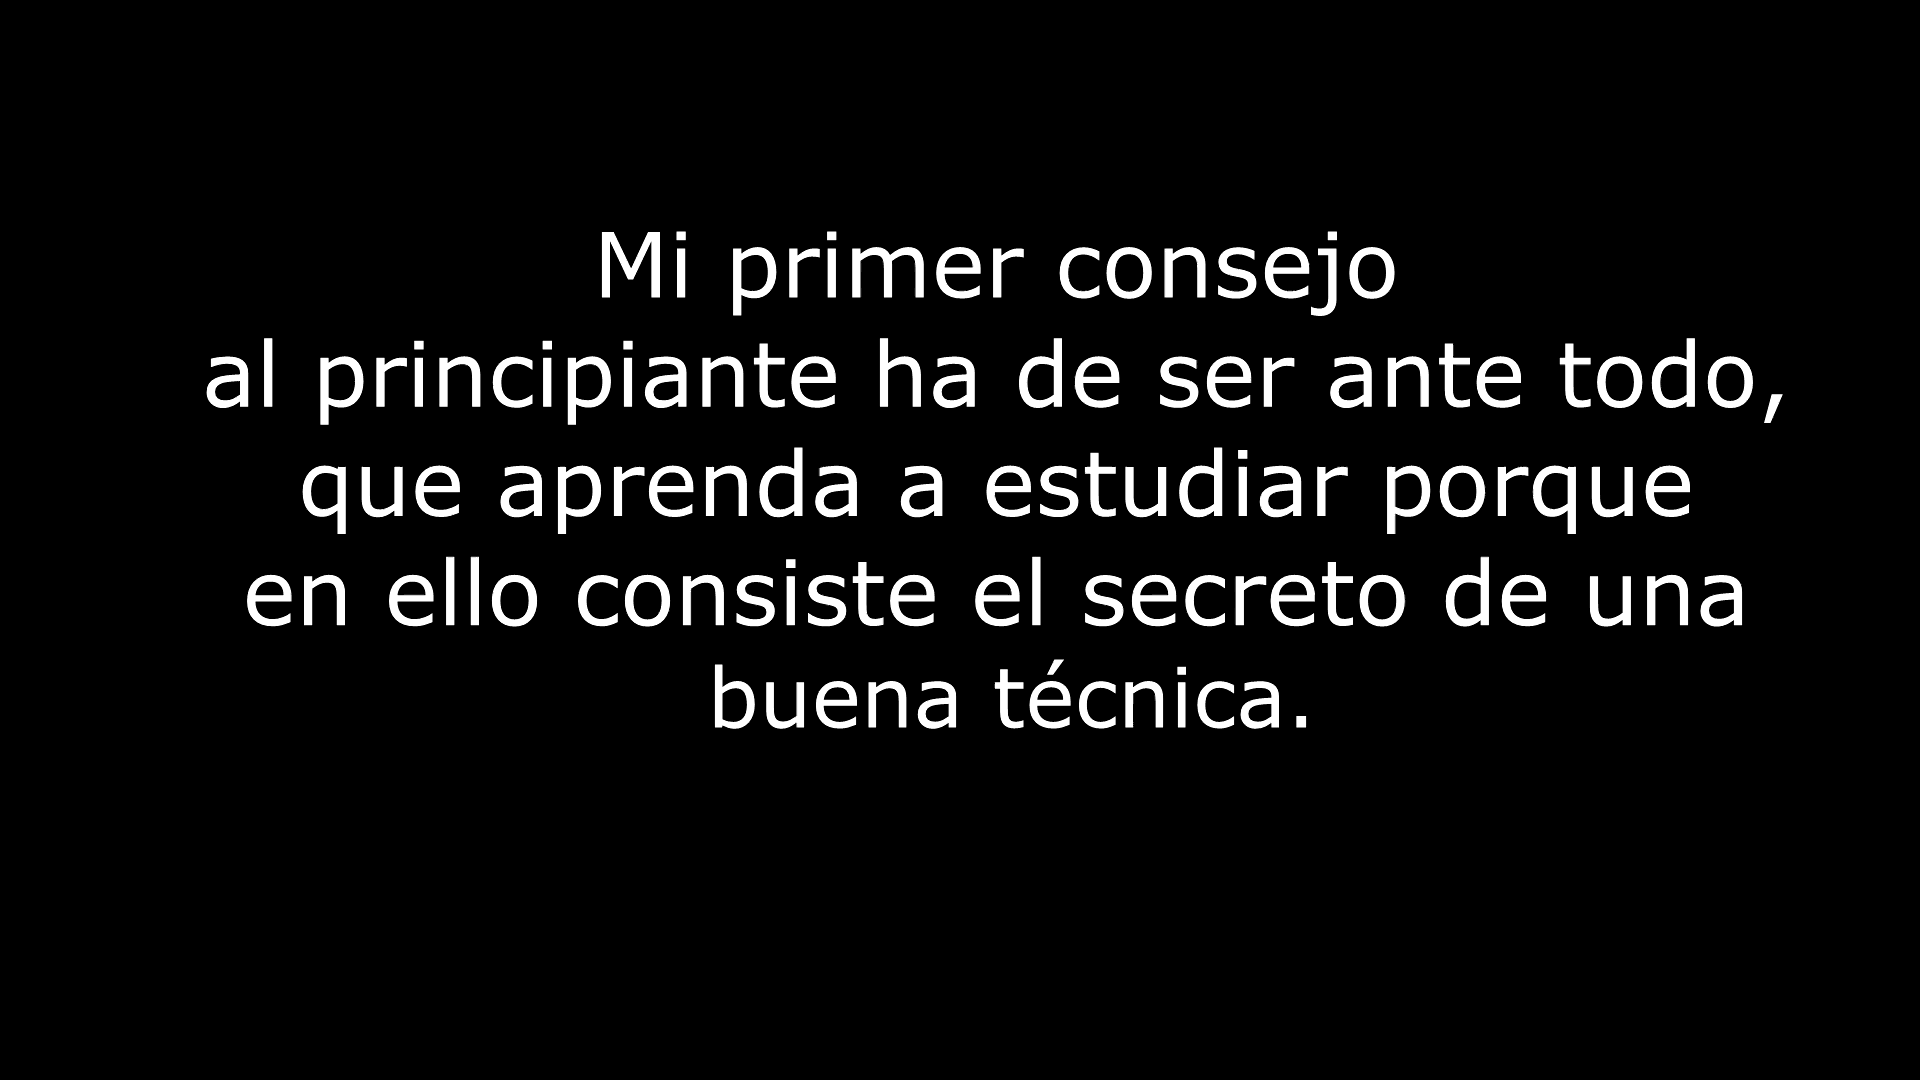 Mi primer consejo
al principiante ha de ser ante todo,
que aprenda a estudiar porque
en ello consiste el secreto de una
buena técnica.